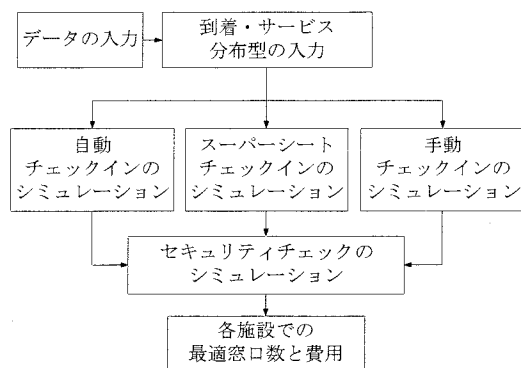 データの入力
到着・サービス
分布型の入力
自動
チェックインの
シミュレーション
スーパーシート
チェックインの
シミュレーション
手動
チェックインの
シミュレーション
セキュリティチェックの
シミュレーション
各施設での
最適窓口数と費用